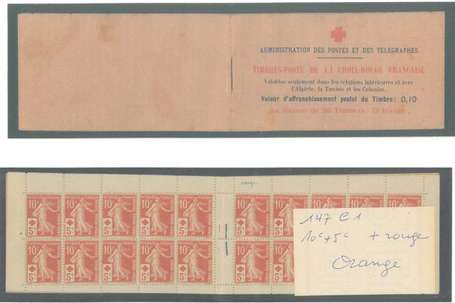 ADMINISTRATION DES POSTES ET DES TÉLÉGRAPHES
TIMBRES-POSTE DE LA CROIX-ROUGE FRANÇAISE
Valables seulement dans les relations intérieures et avec
l'Algérie, la Tunisie et les Colonies.
Valeur d'affranchissement postal du Timbre: 0,10
147 C1
10c+5c + rouge
Orange